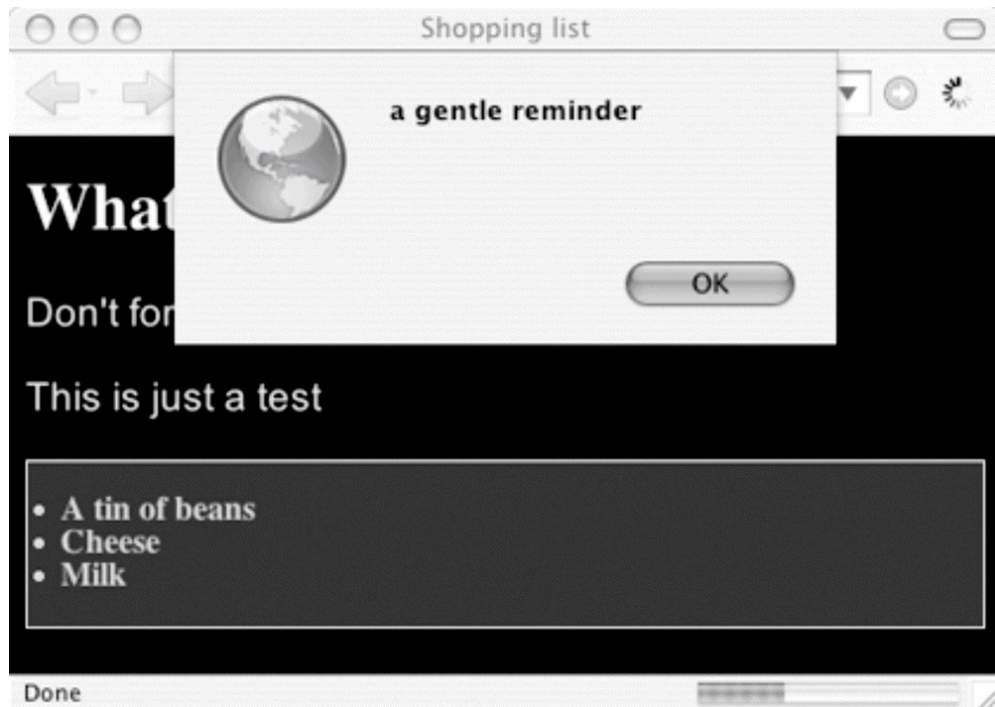 Shopping list
a gentle reminder
OK
What
Don't for
This is just a test
• A tin of beans
• Cheese
• Milk
Done